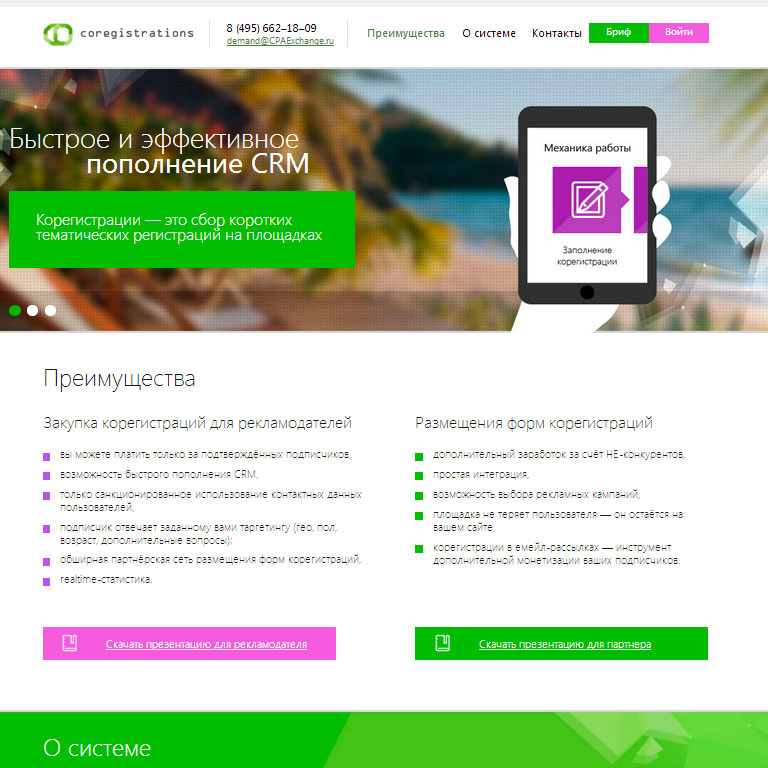 coregistrations
8 (495) 662–18–09
demand@CPAExchange.ru
Преимущества
О системе
Контакты
Бриф
Войти
Быстрое и эффективное
пополнение CRM
Корегистрации — это сбор коротких
тематических регистраций на площадках
Механика работы
Заполнение
корегистрации
Преимущества
Закупка корегистраций для рекламодателей
вы можете платить только за подтверждённых подписчиков,
возможность быстрого пополнения CRM,
только санкционированное использование контактных данных
пользователей,
подписчик отвечает заданному вами таргетингу (гео, пол,
возраст, дополнительные вопросы);
обширная партнёрская сеть размещения форм корегистраций,
realtime-статистика.
Скачать презентацию для рекламодателя
Размещения форм корегистраций
дополнительный заработок за счёт НЕ-конкурентов,
простая интеграция,
возможность выбора рекламных кампаний,
площадка не теряет пользователя — он остаётся на
вашем сайте,
корегистрации в емейл-рассылках — инструмент
дополнительной монетизации ваших подписчиков.
Скачать презентацию для партнера
О системе